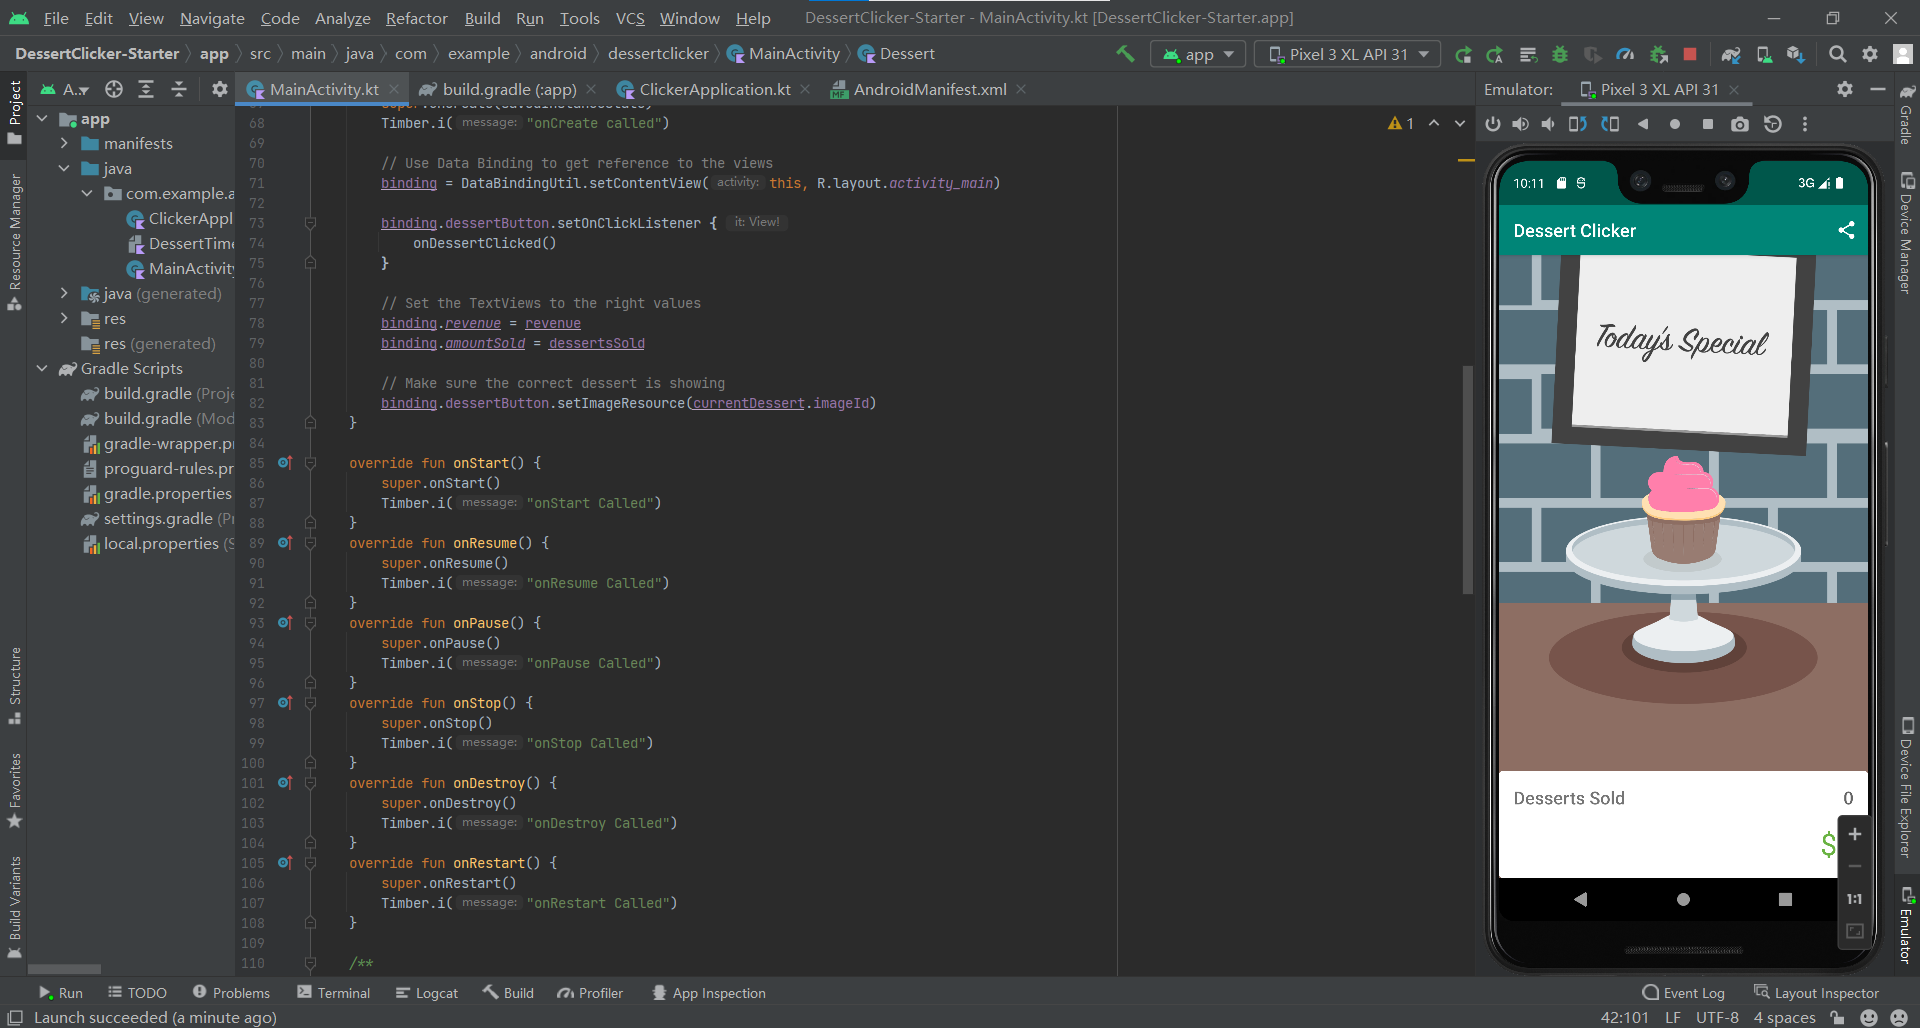 File Edit View Navigate Code Analyze Refactor Build Run Tools VCS Window Help DessertClicker-Starter - MainActivity.kt [DessertClicker-Starter.app]
DessertClicker-Starter app src main java com example android dessertclicker MainActivity Dessert app Pixel 3 XL API 31
A... MainActivity.kt build.gradle (:app) ClickerApplication.kt AndroidManifest.xml Emulator: Pixel 3 XL API 31
Project
Resource Manager
Structure
Favorites
Build Variants
app
manifests
java
com.example.a
ClickerAppl
DessertTime
MainActivity
java (generated)
res
res (generated)
Gradle Scripts
build.gradle (Proje
build.gradle (Mod
gradle-wrapper.pr
proguard-rules.pr
gradle.properties
settings.gradle (Pr
local.properties (S
1
68 Timber.i( message: "onCreate called")
69
70 // Use Data Binding to get reference to the views
71 binding = DataBindingUtil.setContentView( activity: this, R.layout.activity_main)
72
73 binding.dessertButton.setOnClickListener { it: View!
74 onDessertClicked()
75 }
76
77 // Set the TextViews to the right values
78 binding.revenue = revenue
79 binding.amountSold = dessertsSold
80
81 // Make sure the correct dessert is showing
82 binding.dessertButton.setImageResource(currentDessert.imageId)
83 }
84
85 override fun onStart() {
86 super.onStart()
87 Timber.i( message: "onStart Called")
88 }
89 override fun onResume() {
90 super.onResume()
91 Timber.i( message: "onResume Called")
92 }
93 override fun onPause() {
94 super.onPause()
95 Timber.i( message: "onPause Called")
96 }
97 override fun onStop() {
98 super.onStop()
99 Timber.i( message: "onStop Called")
100 }
101 override fun onDestroy() {
102 super.onDestroy()
103 Timber.i( message: "onDestroy Called")
104 }
105 override fun onRestart() {
106 super.onRestart()
107 Timber.i( message: "onRestart Called")
108 }
109
110 /**
10:11 3G
Dessert Clicker
Today's Special
Desserts Sold 0
$
1:1
Gradle
Device Manager
Device File Explorer
Emulator
Run TODO Problems Terminal Logcat Build Profiler App Inspection Event Log Layout Inspector
Launch succeeded (a minute ago) 42:101 LF UTF-8 4 spaces